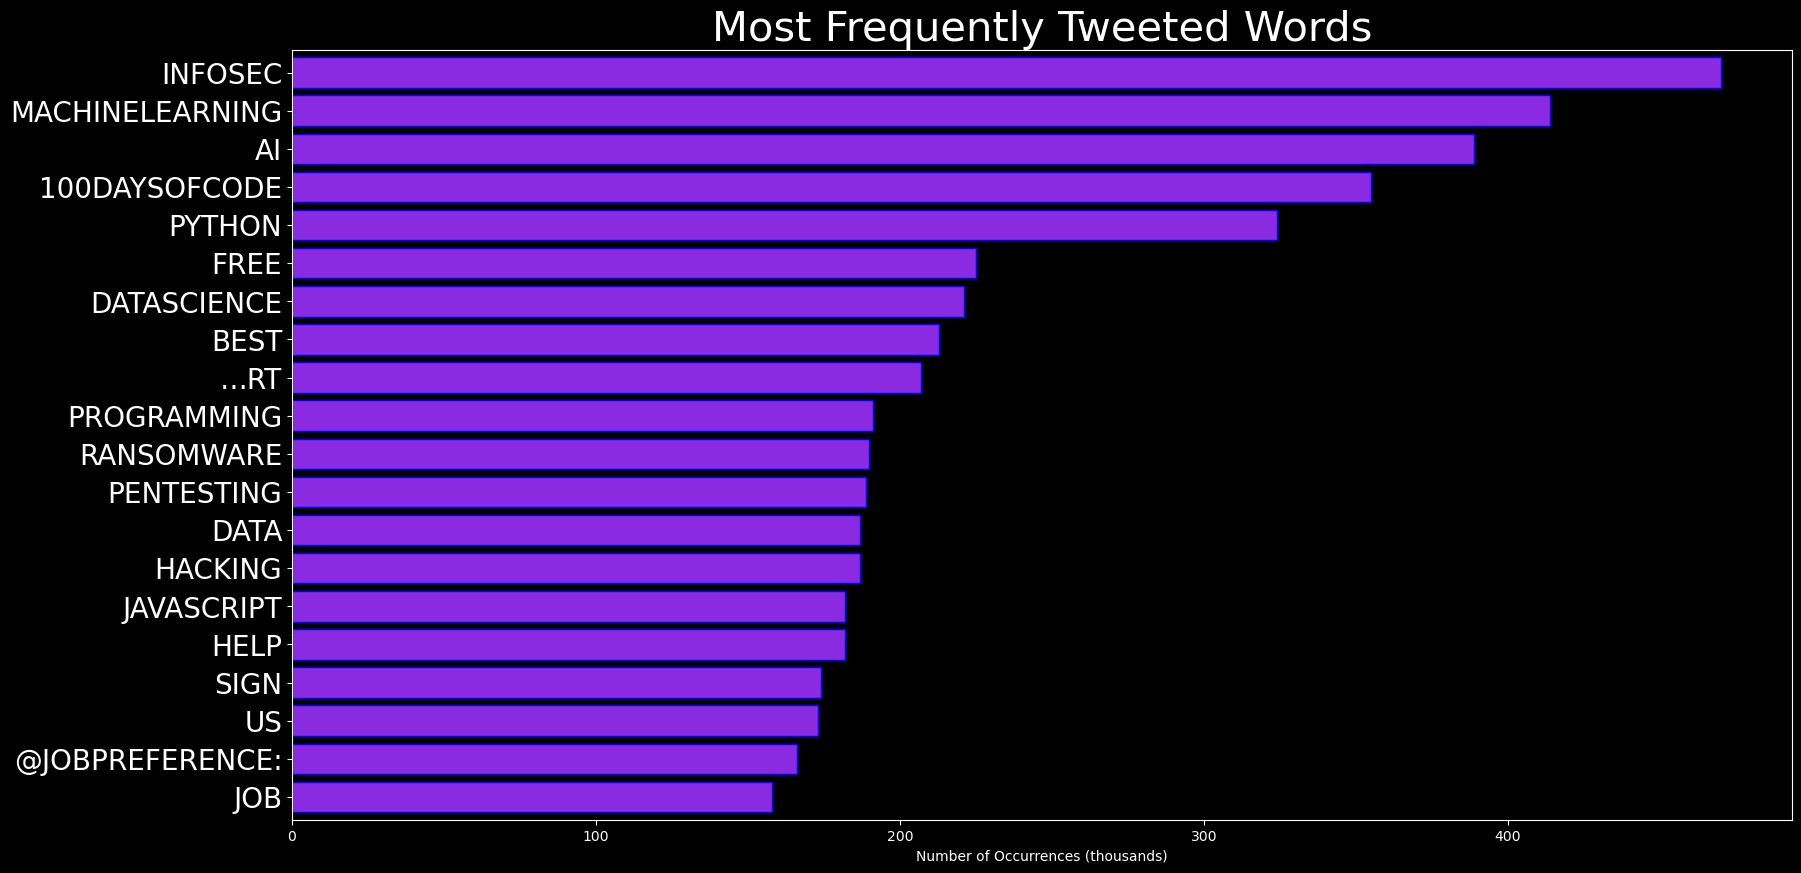 Most Frequently Tweeted Words
INFOSEC
MACHINELEARNING
AI
100DAYSOFCODE
PYTHON
FREE
DATASCIENCE
BEST
…RT
PROGRAMMING
RANSOMWARE
PENTESTING
DATA
HACKING
JAVASCRIPT
HELP
SIGN
US
@JOBPREFERENCE:
JOB
0 100 200 300 400
Number of Occurrences (thousands)